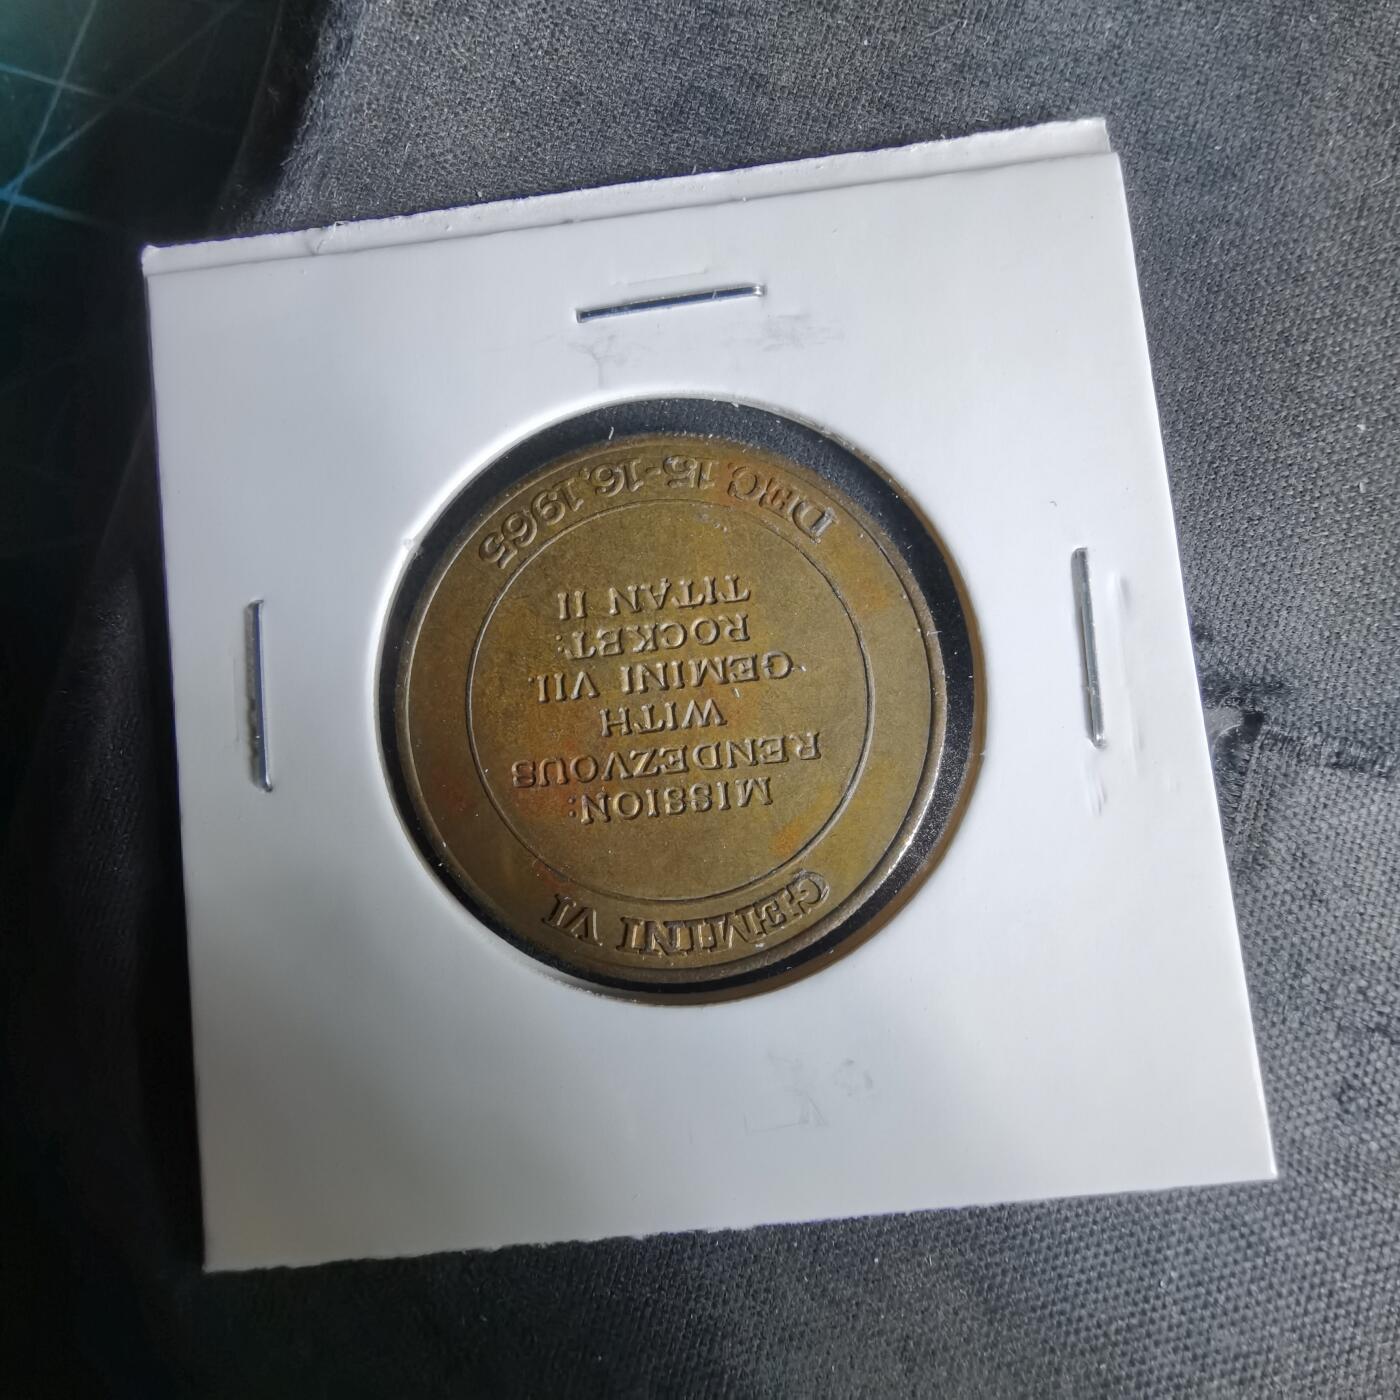 GEMINI VI
MISSION:
RENDEZVOUS
WITH
GEMINI VII.
ROCKET:
TITAN II
DEC 15-16, 1965